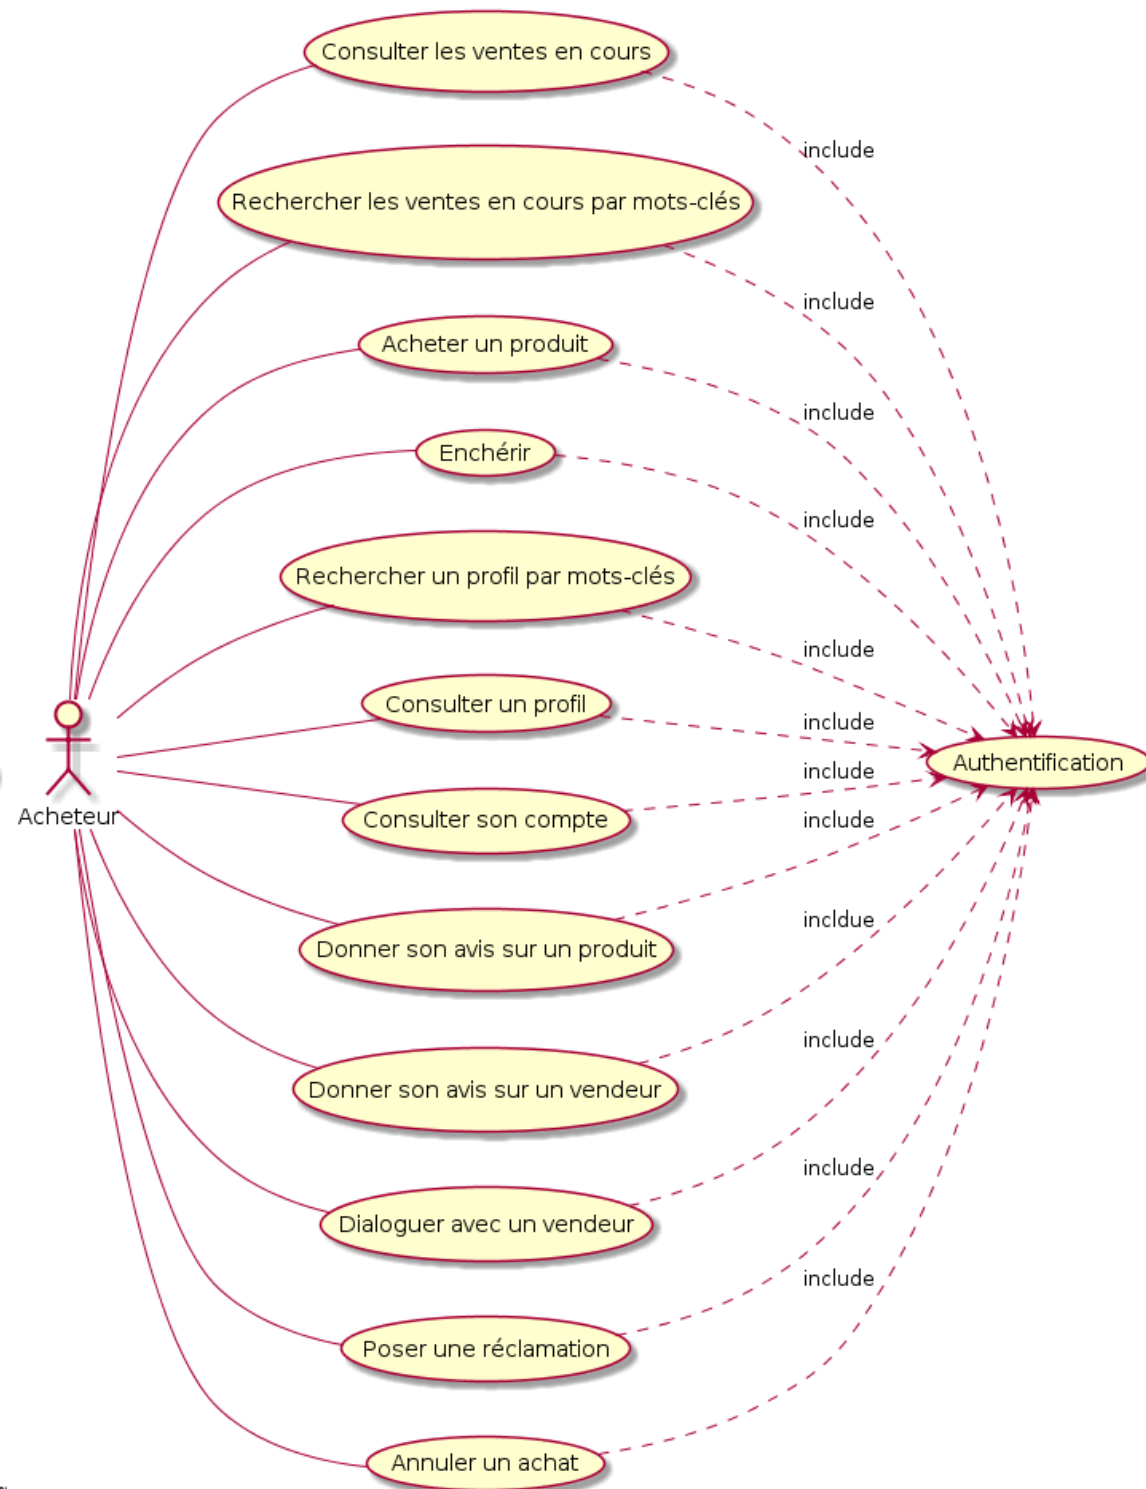 Consulter les ventes en cours
include
Rechercher les ventes en cours par mots-clés
include
Acheter un produit
include
Enchérir
include
Rechercher un profil par mots-clés
include
Consulter un profil
include
Authentification
include
Acheteur
Consulter son compte
include
Donner son avis sur un produit
incldue
Donner son avis sur un vendeur
include
Dialoguer avec un vendeur
include
Poser une réclamation
include
Annuler un achat